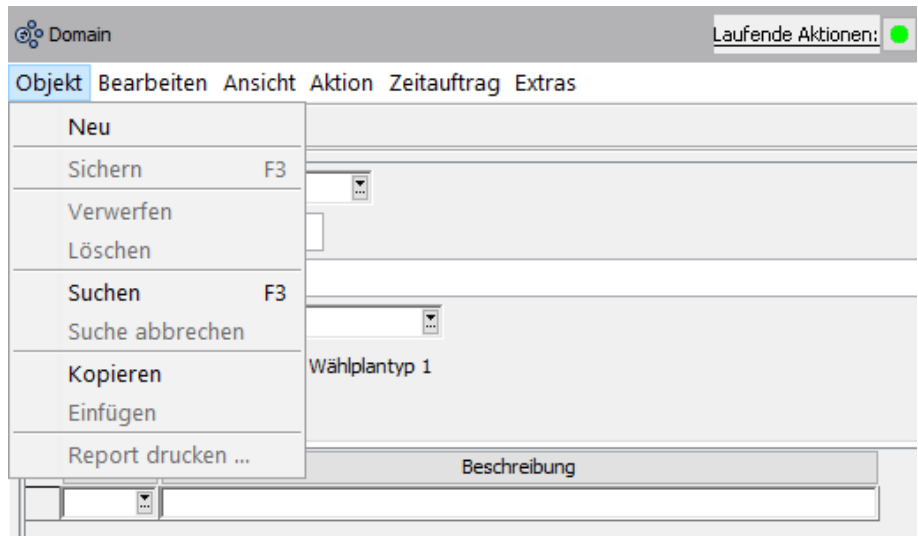 Domain
Laufende Aktionen:
Objekt Bearbeiten Ansicht Aktion Zeitauftrag Extras
Neu
Sichern F3
Verwerfen
Löschen
Suchen F3
Suche abbrechen
Kopieren
Wählplantyp 1
Einfügen
Report drucken ...
Beschreibung